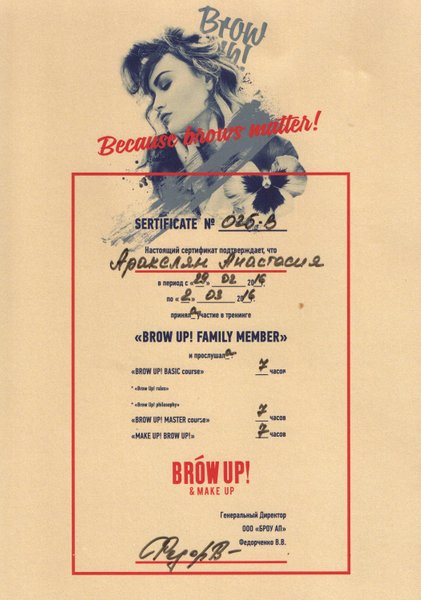 Brow
Up!
Because brows matter!
SERTIFICATE № 026-В
Настоящий сертификат подтверждает, что
Аракелян Анастасия
в период с «29» 02 2016
по «2» 03 2016
приняла участие в тренинге
«BROW UP! FAMILY MEMBER»
и прослушала
«BROW UP! BASIC course» 7 часов
* «Brow Up! rules»
* «Brow Up! philosophy»
«BROW UP! MASTER course» 7 часов
«MAKE UP! BROW UP!» 7 часов
BRÓW UP!
& MAKE UP
Генеральный Директор
ООО «БРОУ АП»
Федорченко В.В.